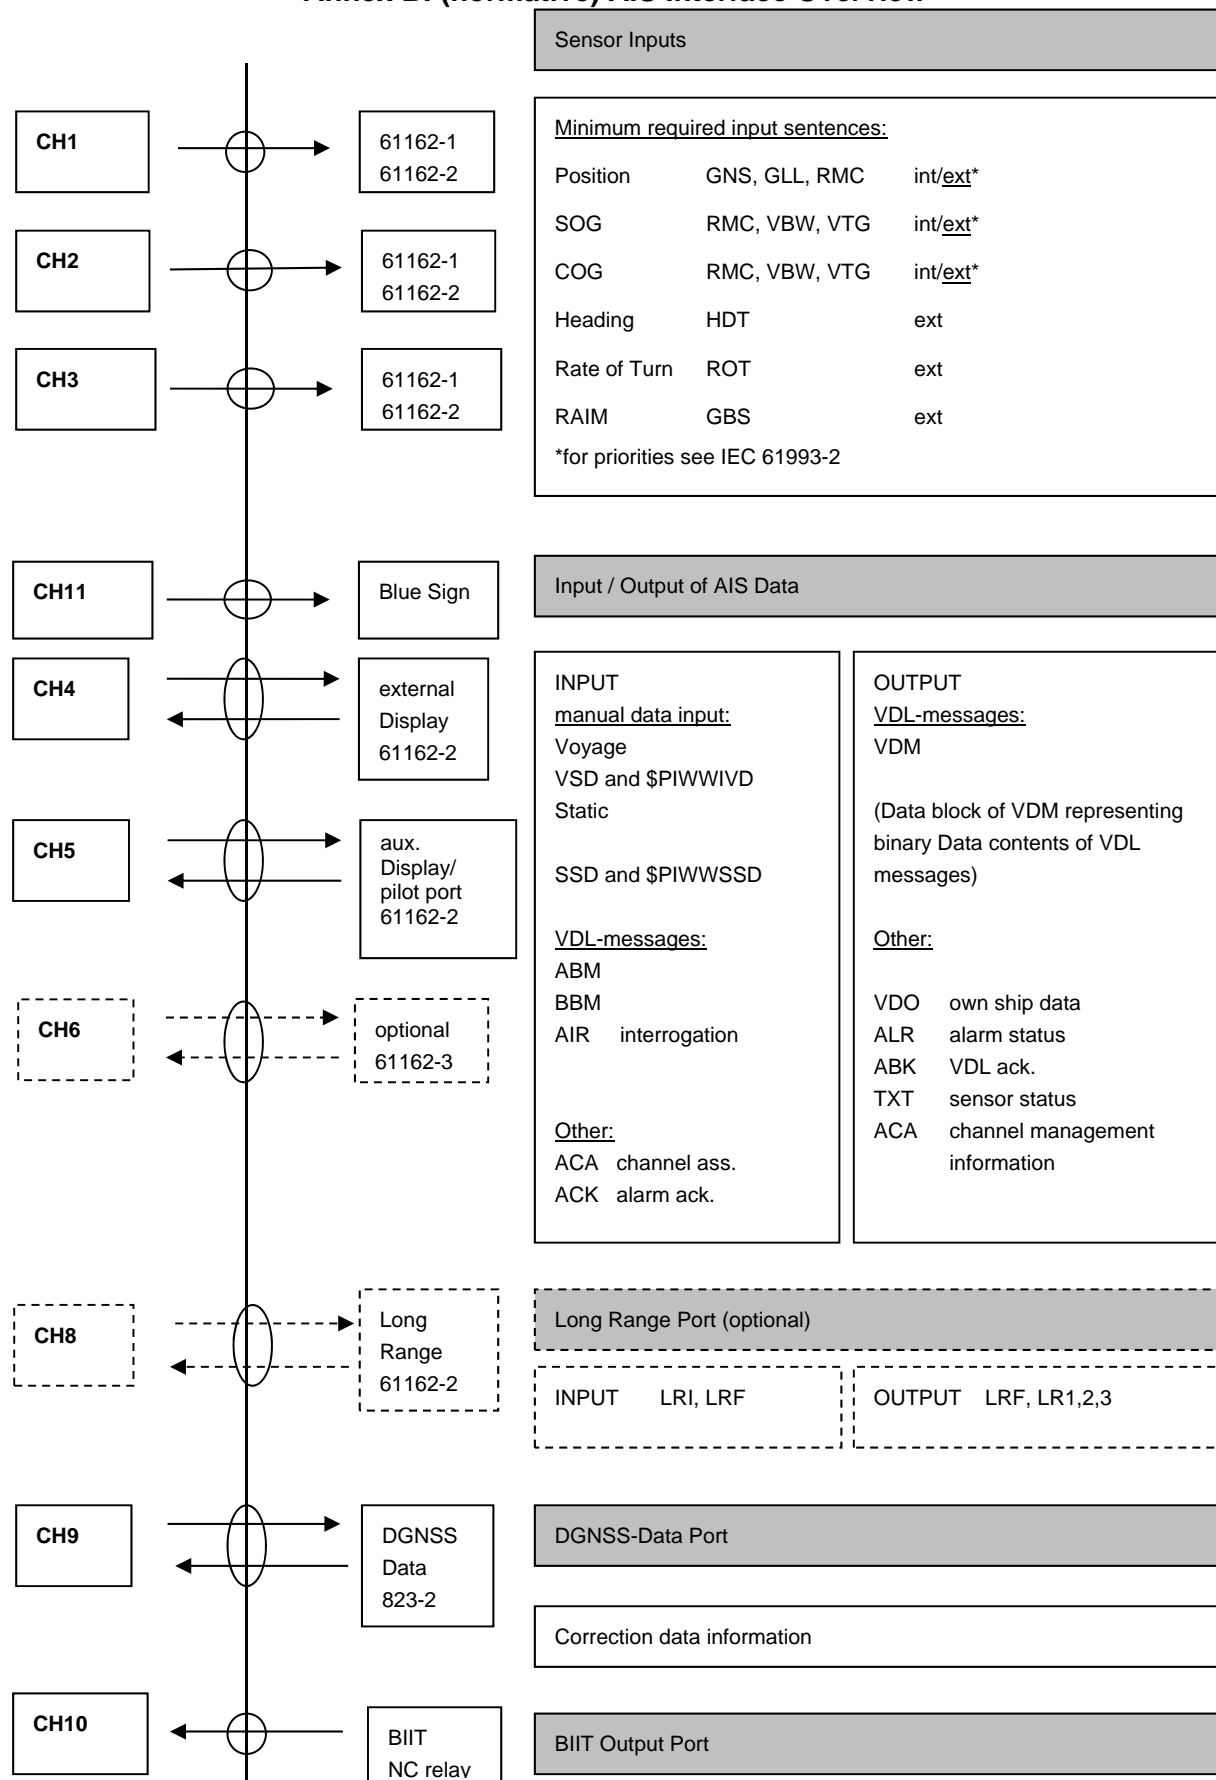 Sensor Inputs
CH1
61162-1
61162-2
Minimum required input sentences:
Position GNS, GLL, RMC int/ext*
SOG RMC, VBW, VTG int/ext*
COG RMC, VBW, VTG int/ext*
Heading HDT ext
Rate of Turn ROT ext
RAIM GBS ext
*for priorities see IEC 61993-2
CH2
61162-1
61162-2
CH3
61162-1
61162-2
CH11
Blue Sign
Input / Output of AIS Data
CH4
external
Display
61162-2
CH5
aux.
Display/
pilot port
61162-2
CH6
optional
61162-3
INPUT
manual data input:
Voyage
VSD and $PIWWIVD
Static
SSD and $PIWWSSD
VDL-messages:
ABM
BBM
AIR interrogation
Other:
ACA channel ass.
ACK alarm ack.
OUTPUT
VDL-messages:
VDM
(Data block of VDM representing
binary Data contents of VDL
messages)
Other:
VDO own ship data
ALR alarm status
ABK VDL ack.
TXT sensor status
ACA channel management
information
CH8
Long
Range
61162-2
Long Range Port (optional)
INPUT LRI, LRF
OUTPUT LRF, LR1,2,3
CH9
DGNSS
Data
823-2
DGNSS-Data Port
Correction data information
CH10
BIIT
NC relay
BIIT Output Port